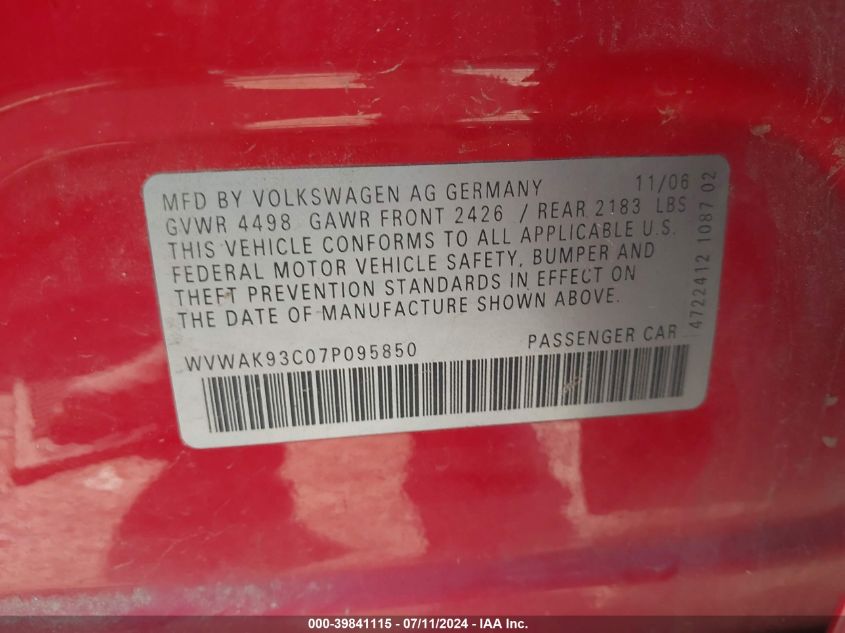 MFD BY VOLKSWAGEN AG GERMANY 11/06
GVWR 4498 GAWR FRONT 2426 / REAR 2183 LBS
THIS VEHICLE CONFORMS TO ALL APPLICABLE U.S.
FEDERAL MOTOR VEHICLE SAFETY, BUMPER AND
THEFT PREVENTION STANDARDS IN EFFECT ON
THE DATE OF MANUFACTURE SHOWN ABOVE.
WVWAK93C07P095850 PASSENGER CAR
4722412 1087 02
000-39841115 - 07/11/2024 - IAA Inc.